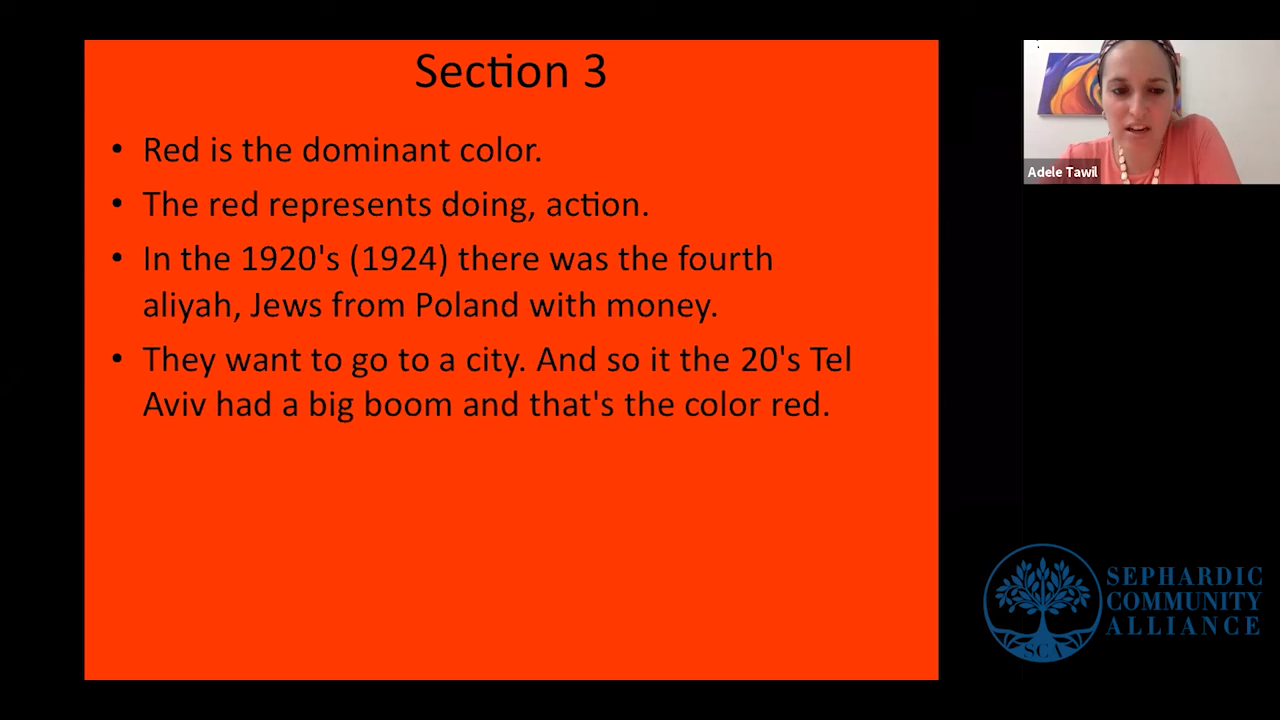 Section 3
• Red is the dominant color.
• The red represents doing, action.
• In the 1920's (1924) there was the fourth
aliyah, Jews from Poland with money.
• They want to go to a city. And so it the 20's Tel
Aviv had a big boom and that's the color red.
Adele Tawil
SEPHARDIC
COMMUNITY
ALLIANCE
SCA